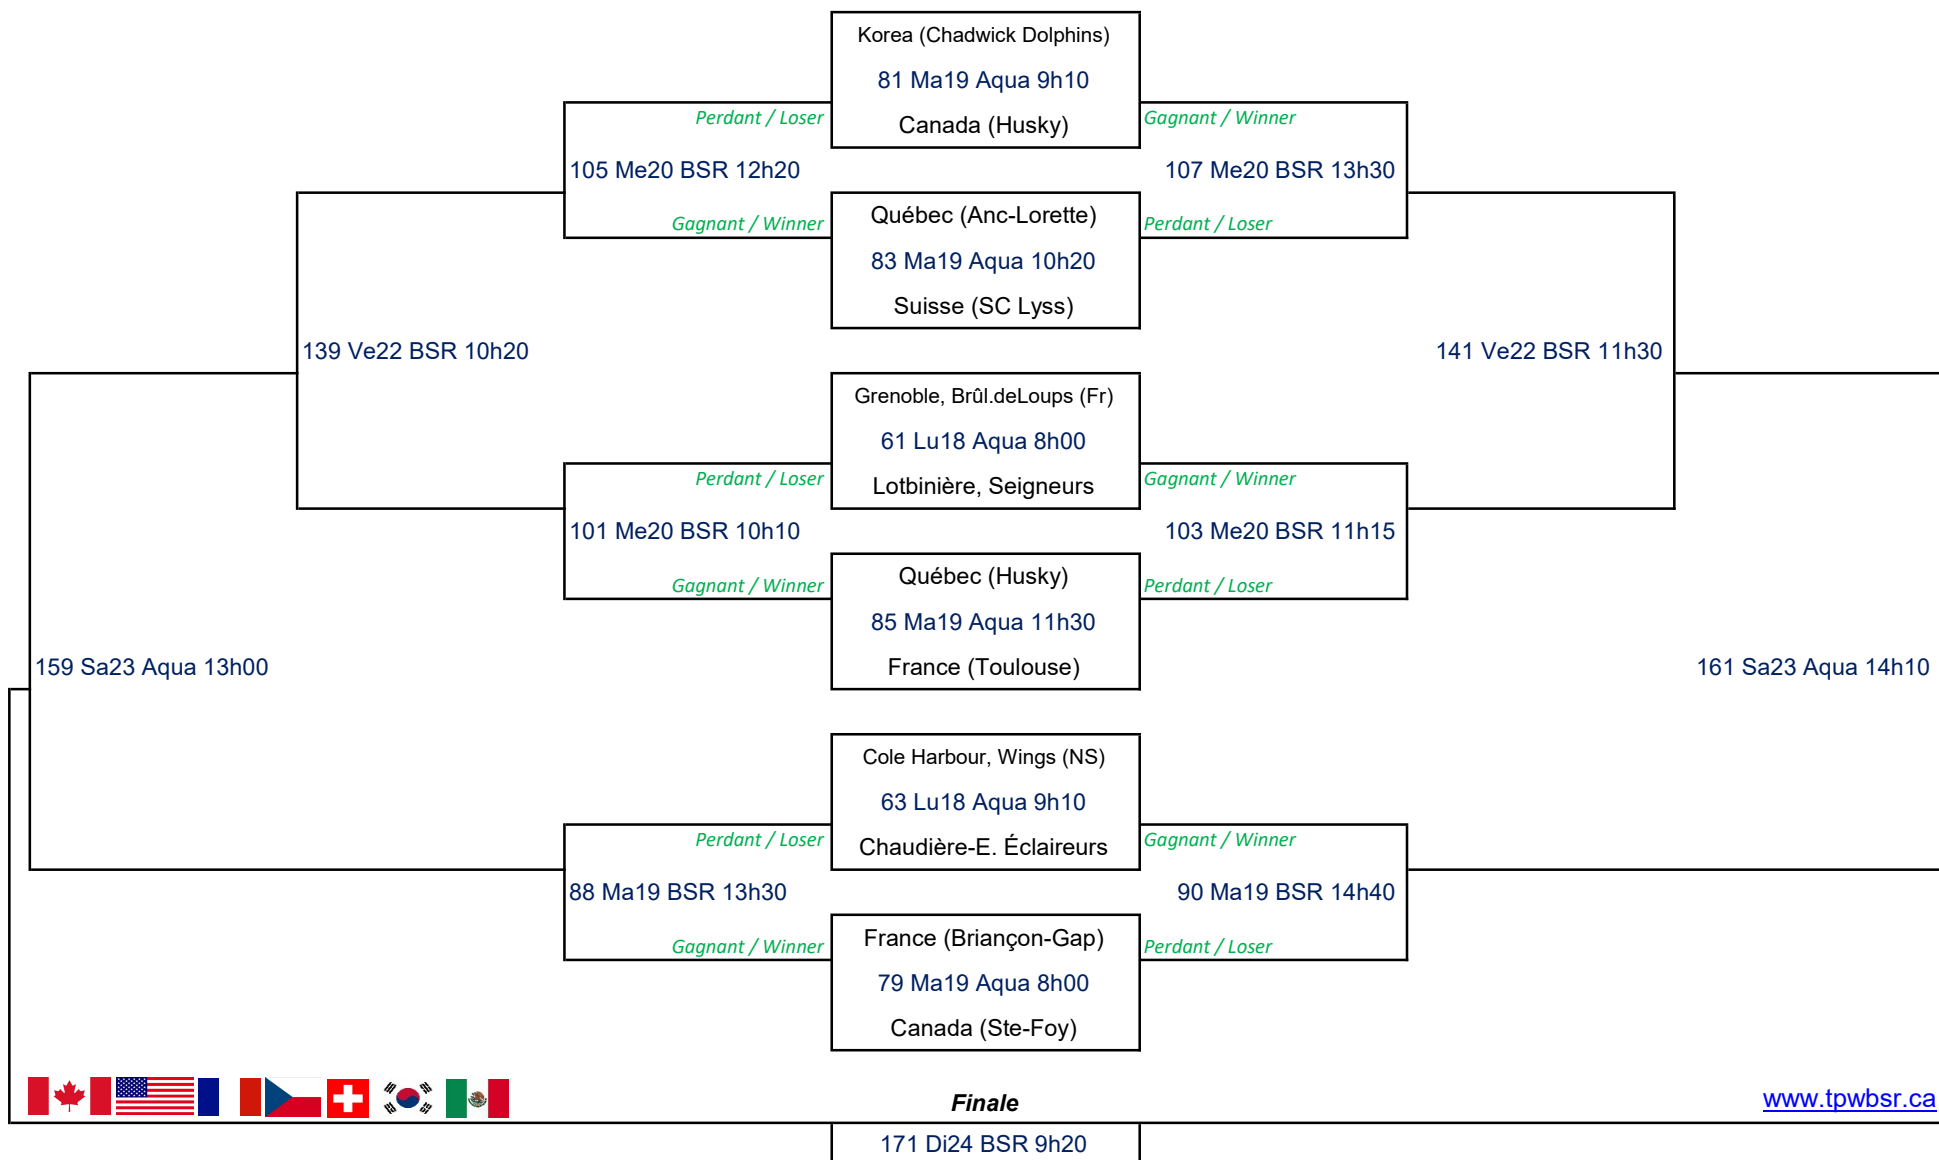 Korea (Chadwick Dolphins)
81 Ma19 Aqua 9h10
Perdant / Loser
Canada (Husky)
Gagnant / Winner
105 Me20 BSR 12h20
107 Me20 BSR 13h30
Gagnant / Winner
Québec (Anc-Lorette)
Perdant / Loser
83 Ma19 Aqua 10h20
Suisse (SC Lyss)
139 Ve22 BSR 10h20
141 Ve22 BSR 11h30
Grenoble, Brûl.deLoups (Fr)
61 Lu18 Aqua 8h00
Perdant / Loser
Lotbinière, Seigneurs
Gagnant / Winner
101 Me20 BSR 10h10
103 Me20 BSR 11h15
Gagnant / Winner
Québec (Husky)
Perdant / Loser
85 Ma19 Aqua 11h30
159 Sa23 Aqua 13h00
France (Toulouse)
161 Sa23 Aqua 14h10
Cole Harbour, Wings (NS)
63 Lu18 Aqua 9h10
Perdant / Loser
Chaudière-E. Éclaireurs
Gagnant / Winner
88 Ma19 BSR 13h30
90 Ma19 BSR 14h40
Gagnant / Winner
France (Briançon-Gap)
Perdant / Loser
79 Ma19 Aqua 8h00
Canada (Ste-Foy)
Finale
www.tpwbsr.ca
171 Di24 BSR 9h20